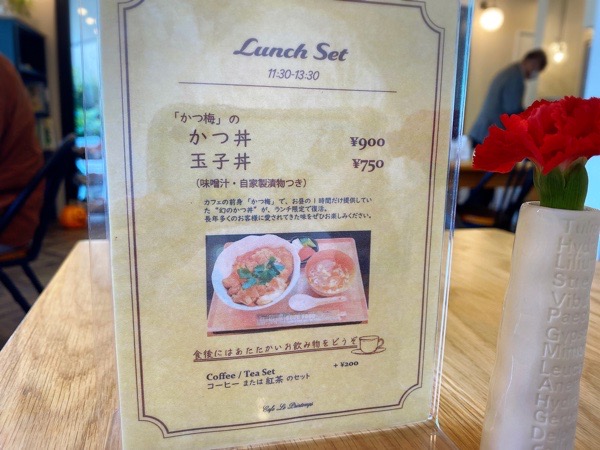 Lunch Set
11:30-13:30
「かつ梅」の
かつ丼 ¥900
玉子丼 ¥750
(味噌汁・自家製漬物つき)
カフェの前身「かつ梅」で、お昼の1時間だけ提供してい
た"幻のかつ丼"が、ランチ限定で復活。
長年多くのお客様に愛されてきた味をぜひお楽しみください。
食後にはあたたかいお飲み物をどうぞ
Coffee / Tea Set + ¥200
コーヒー または 紅茶 のセット
Cafe Le Printemps